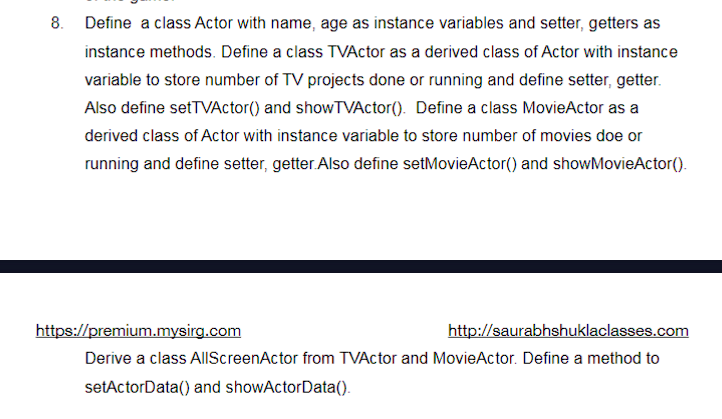 8. Define a class Actor with name, age as instance variables and setter, getters as
instance methods. Define a class TVActor as a derived class of Actor with instance
variable to store number of TV projects done or running and define setter, getter.
Also define setTVActor() and showTVActor(). Define a class MovieActor as a
derived class of Actor with instance variable to store number of movies doe or
running and define setter, getter.Also define setMovieActor() and showMovieActor().
https://premium.mysirg.com http://saurabhshuklaclasses.com
Derive a class AllScreenActor from TVActor and MovieActor. Define a method to
setActorData() and showActorData().